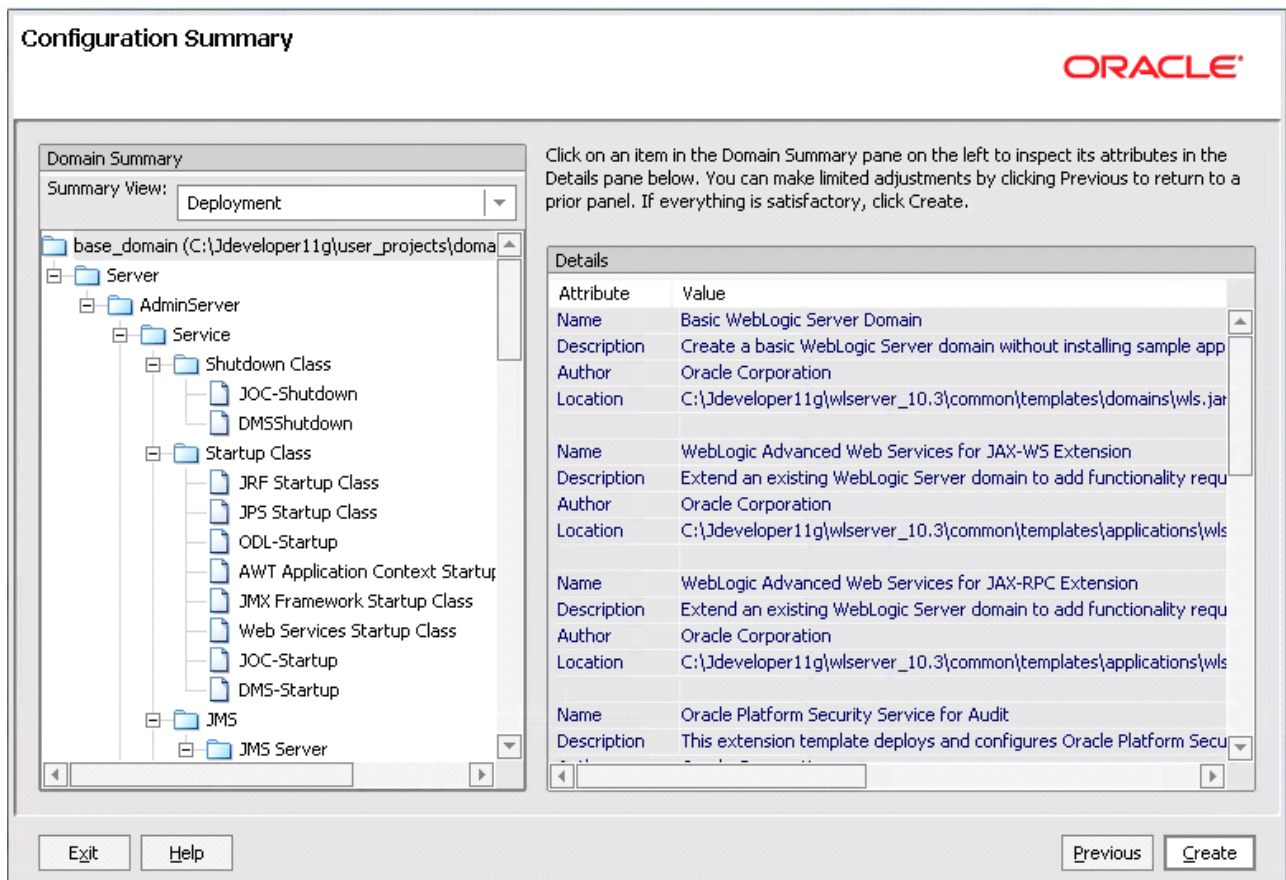 Configuration Summary
ORACLE
Domain Summary
Summary View:
Deployment
base_domain (C:\Jdeveloper11g\user_projects\doma
Server
AdminServer
Service
Shutdown Class
JOC-Shutdown
DMSShutdown
Startup Class
JRF Startup Class
JPS Startup Class
ODL-Startup
AWT Application Context Startup
JMX Framework Startup Class
Web Services Startup Class
JOC-Startup
DMS-Startup
JMS
JMS Server
Click on an item in the Domain Summary pane on the left to inspect its attributes in the
Details pane below. You can make limited adjustments by clicking Previous to return to a
prior panel. If everything is satisfactory, click Create.
Details
Attribute Value
Name Basic WebLogic Server Domain
Description Create a basic WebLogic Server domain without installing sample app
Author Oracle Corporation
Location C:\Jdeveloper11g\wlserver_10.3\common\templates\domains\wls.jar
Name WebLogic Advanced Web Services for JAX-WS Extension
Description Extend an existing WebLogic Server domain to add functionality requ
Author Oracle Corporation
Location C:\Jdeveloper11g\wlserver_10.3\common\templates\applications\wls
Name WebLogic Advanced Web Services for JAX-RPC Extension
Description Extend an existing WebLogic Server domain to add functionality requ
Author Oracle Corporation
Location C:\Jdeveloper11g\wlserver_10.3\common\templates\applications\wls
Name Oracle Platform Security Service for Audit
Description This extension template deploys and configures Oracle Platform Secu
Exit
Help
Previous
Create